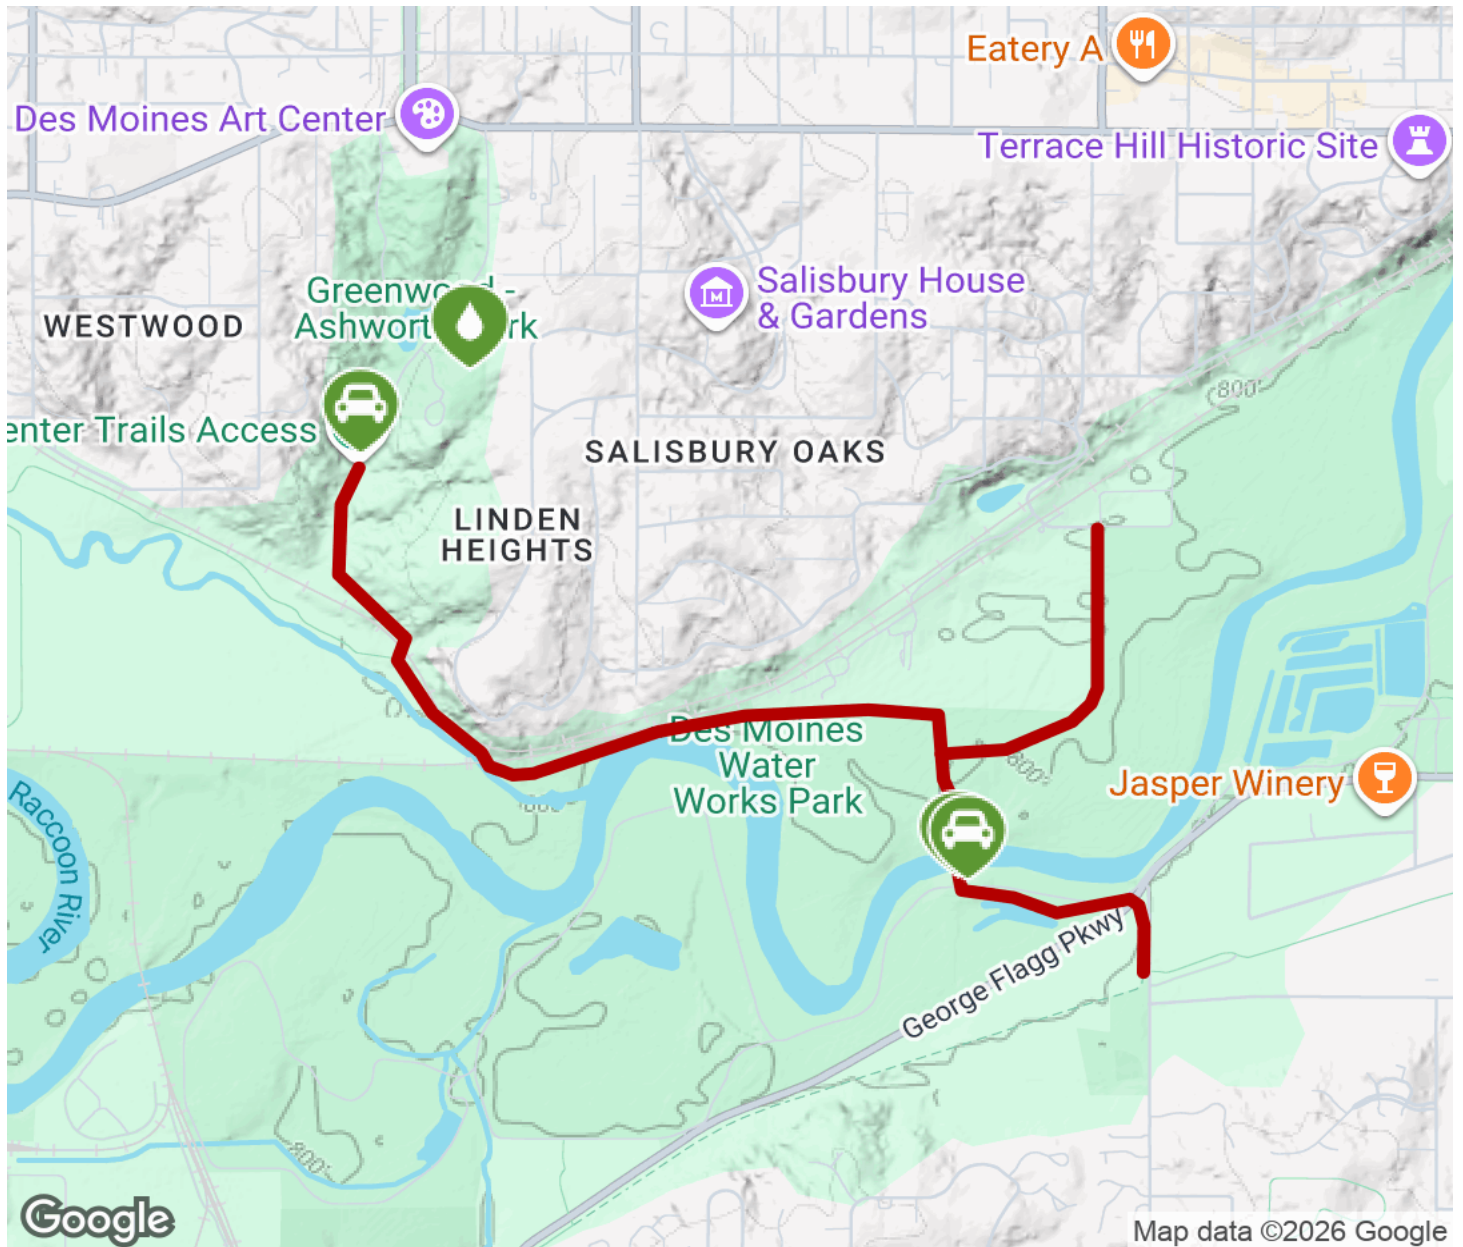 Eatery A
Des Moines Art Center
Terrace Hill Historic Site
Salisbury House
& Gardens
WESTWOOD
800'
enter Trails Access
SALISBURY OAKS
LINDEN
HEIGHTS
Des Moines
Water
Works Park
800'
Jasper Winery
Raccoon River
George Flagg Pkwy
800'
Google
Map data ©2026 Google